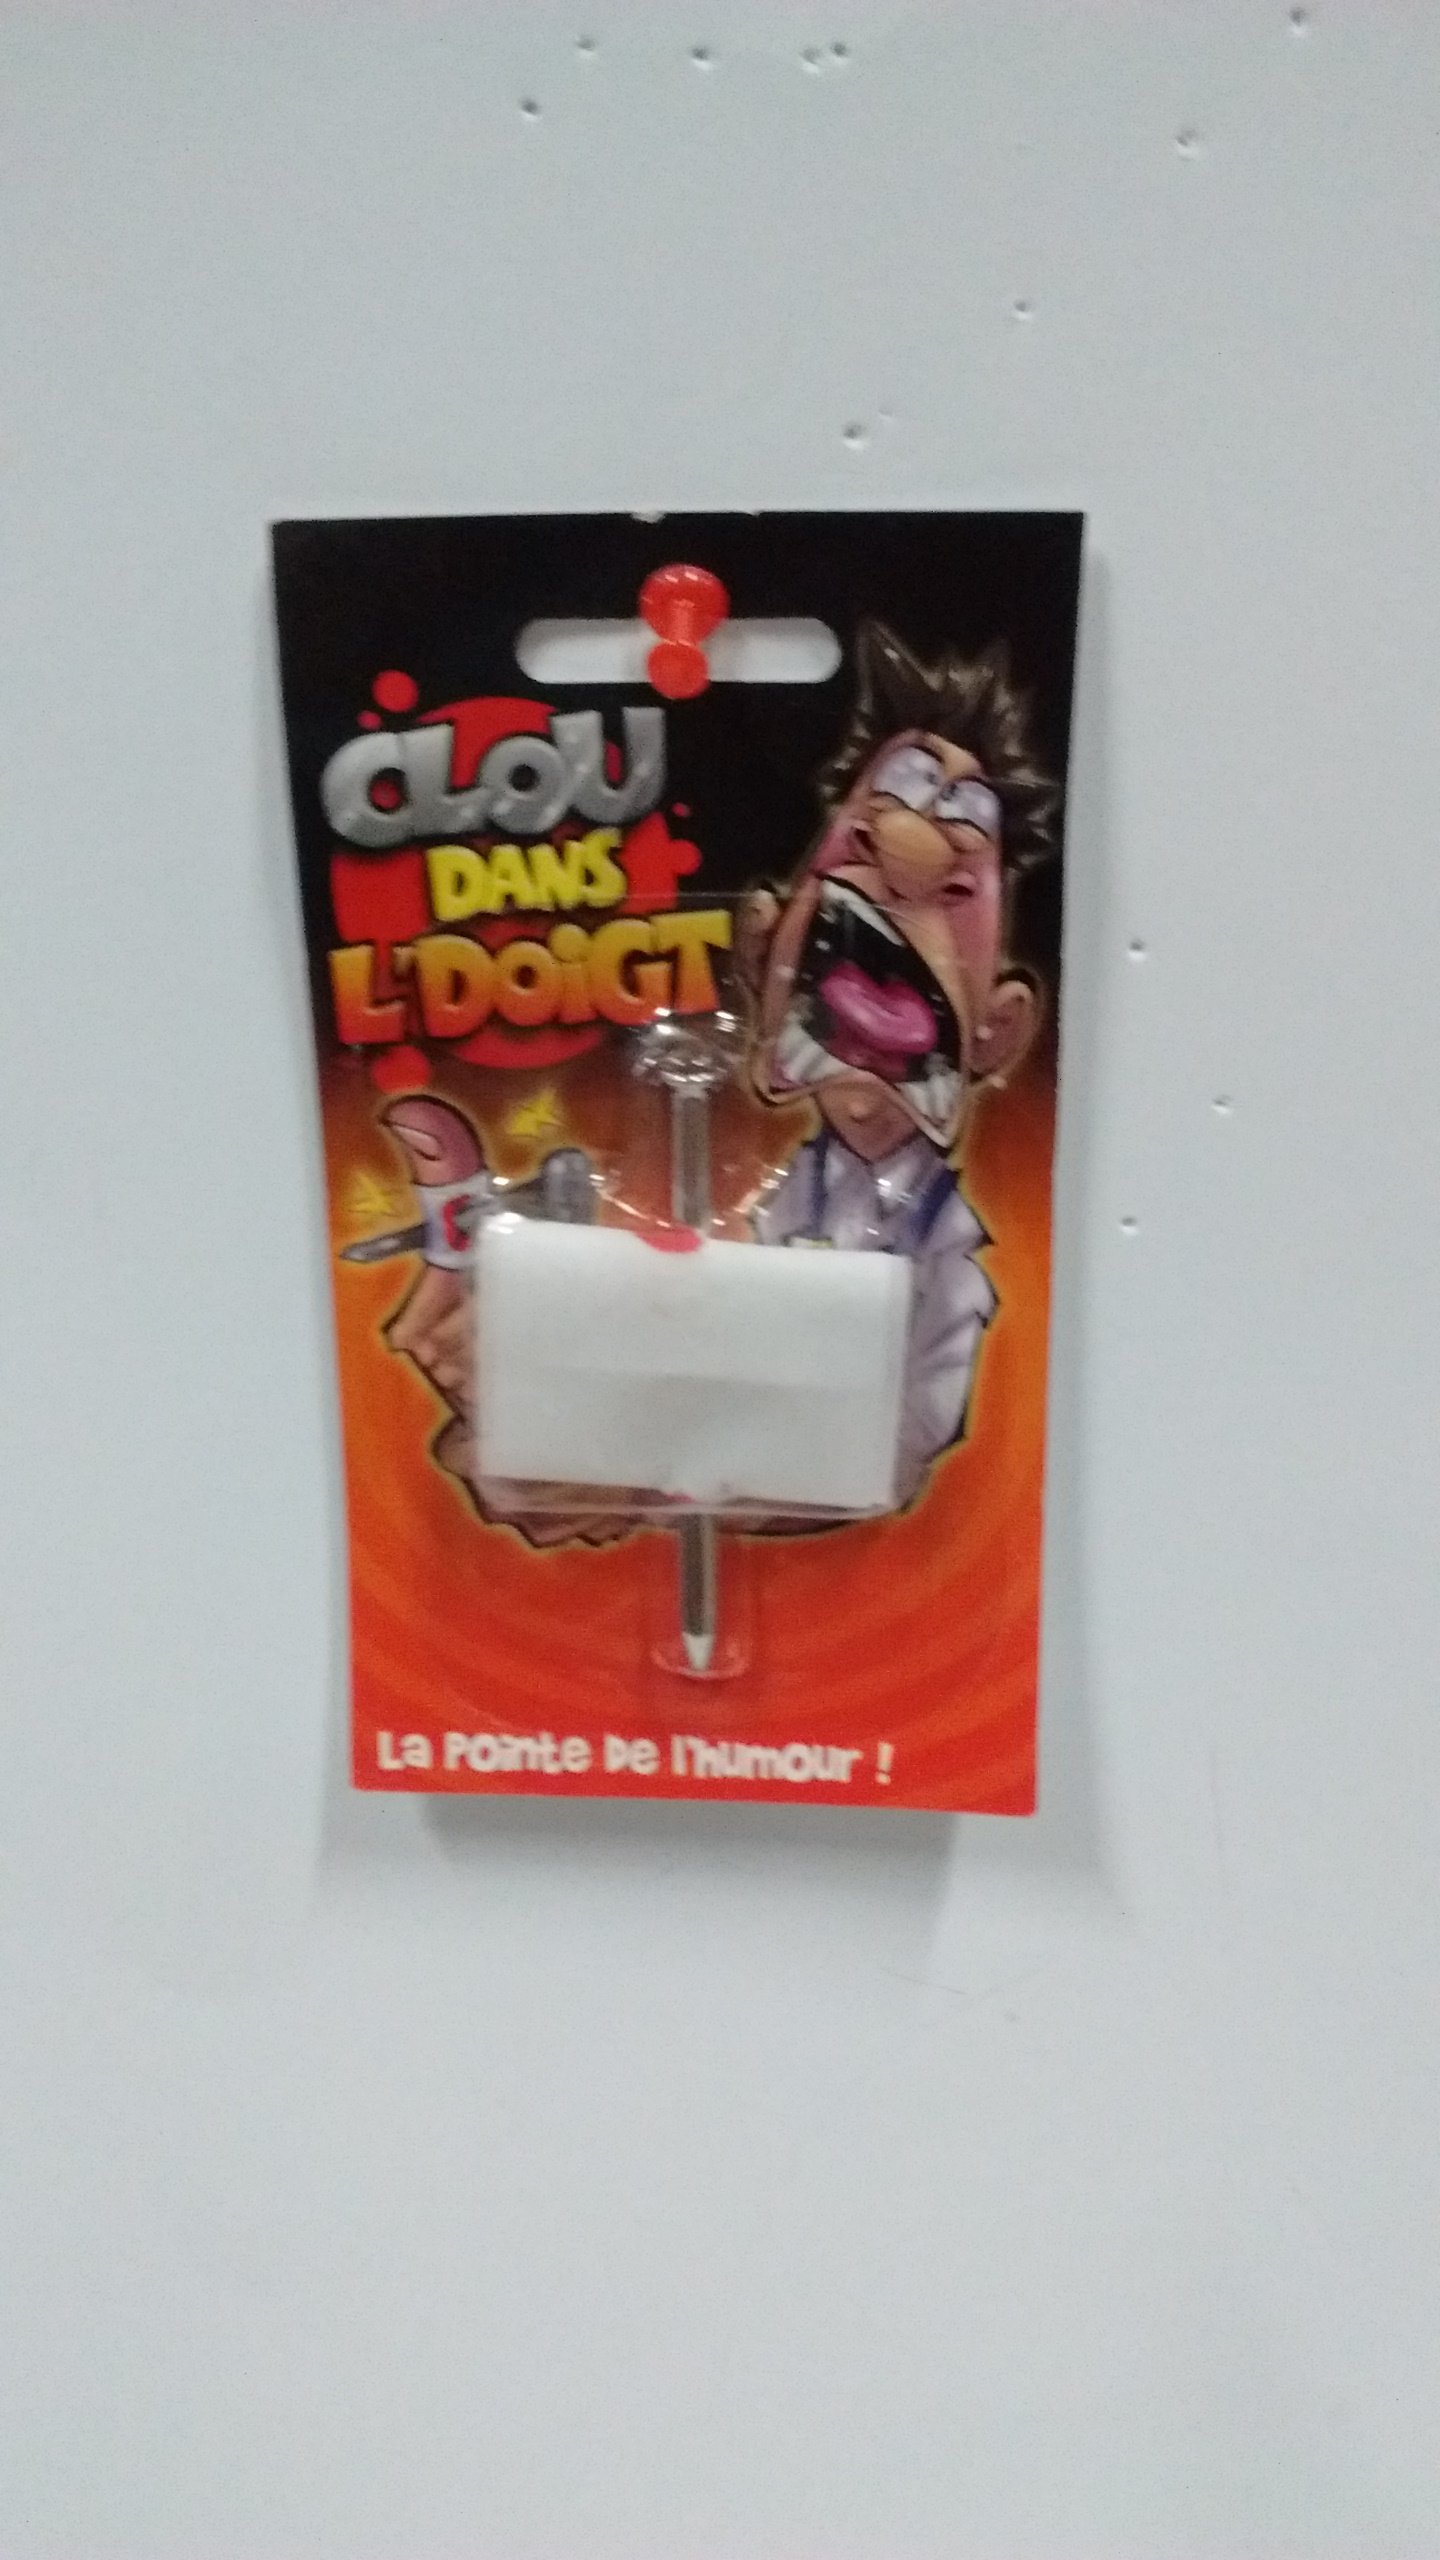 CLOU
DANS
L'DOiGT
La Pointe De l'humour !